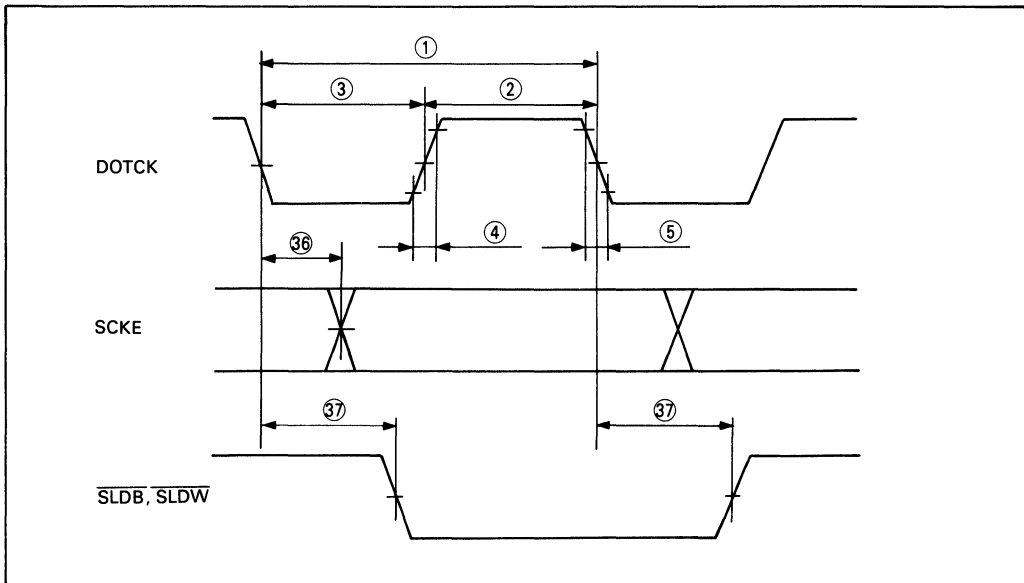 ①
③ ②
DOTCK
④ ⑤
㊱
SCKE
㊲ ㊲
SLDB, SLDW